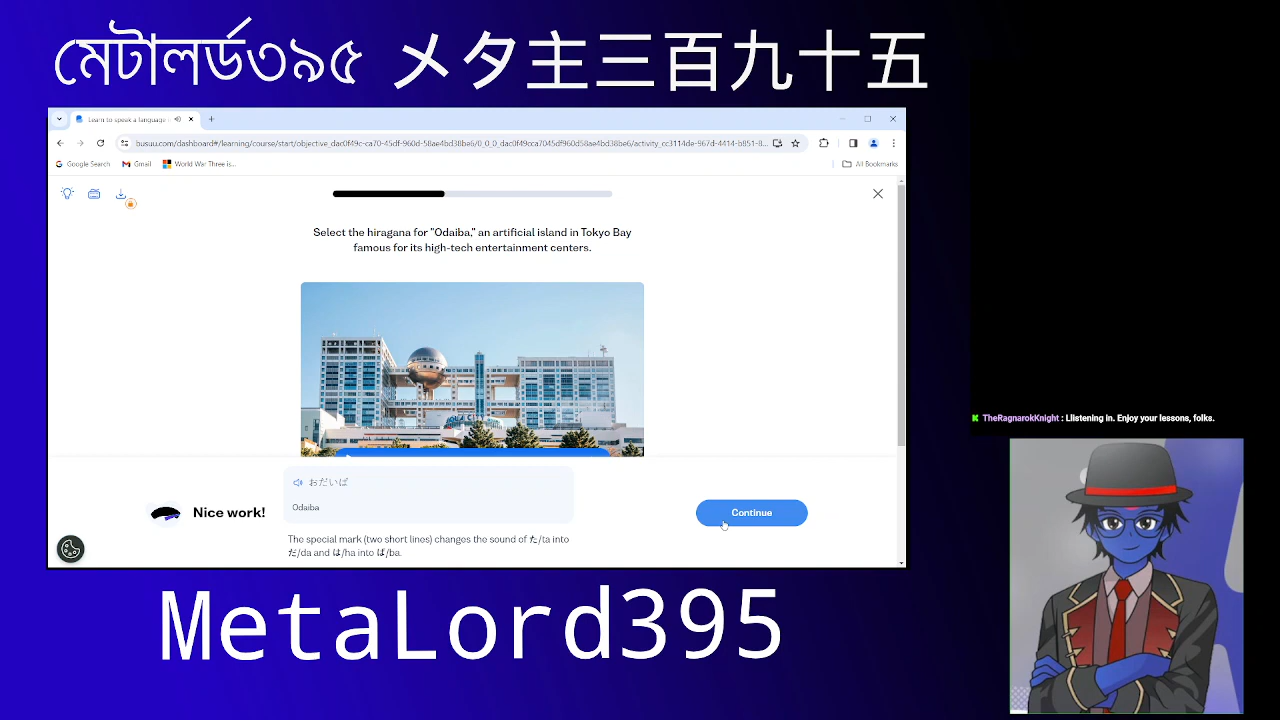 মেটালর্ড৩৯৫ メタ主三百九十五
Learn to speak a language
busuu.com/dashboard#/learning/course/start/objective_dac0f49c-ca70-45df-960d-58ae4bd38be6/0_0_0_dac0f49cca7045df960d58ae4bd38be6/activity_cc3114de-967d-4414-b851-8...
Google Search Gmail World War Three is... All Bookmarks
Select the hiragana for "Odaiba," an artificial island in Tokyo Bay
famous for its high-tech entertainment centers.
Nice work!
おだいば
Odaiba
The special mark (two short lines) changes the sound of た/ta into
だ/da and は/ha into ば/ba.
Continue
TheRagnarokKnight : Llistening in. Enjoy your lessons, folks.
MetaLord395